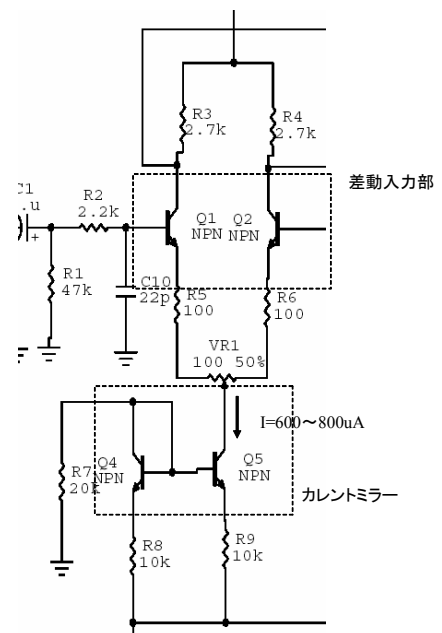 R3
2.7k
R4
2.7k
差動入力部
C1
.u
+
R2
2.2k
Q1
NPN
Q2
NPN
R1
47k
C10
22p
R5
100
R6
100
VR1
100 50%
I=600~800uA
Q4
NPN
Q5
NPN
R7
20k
カレントミラー
R8
10k
R9
10k